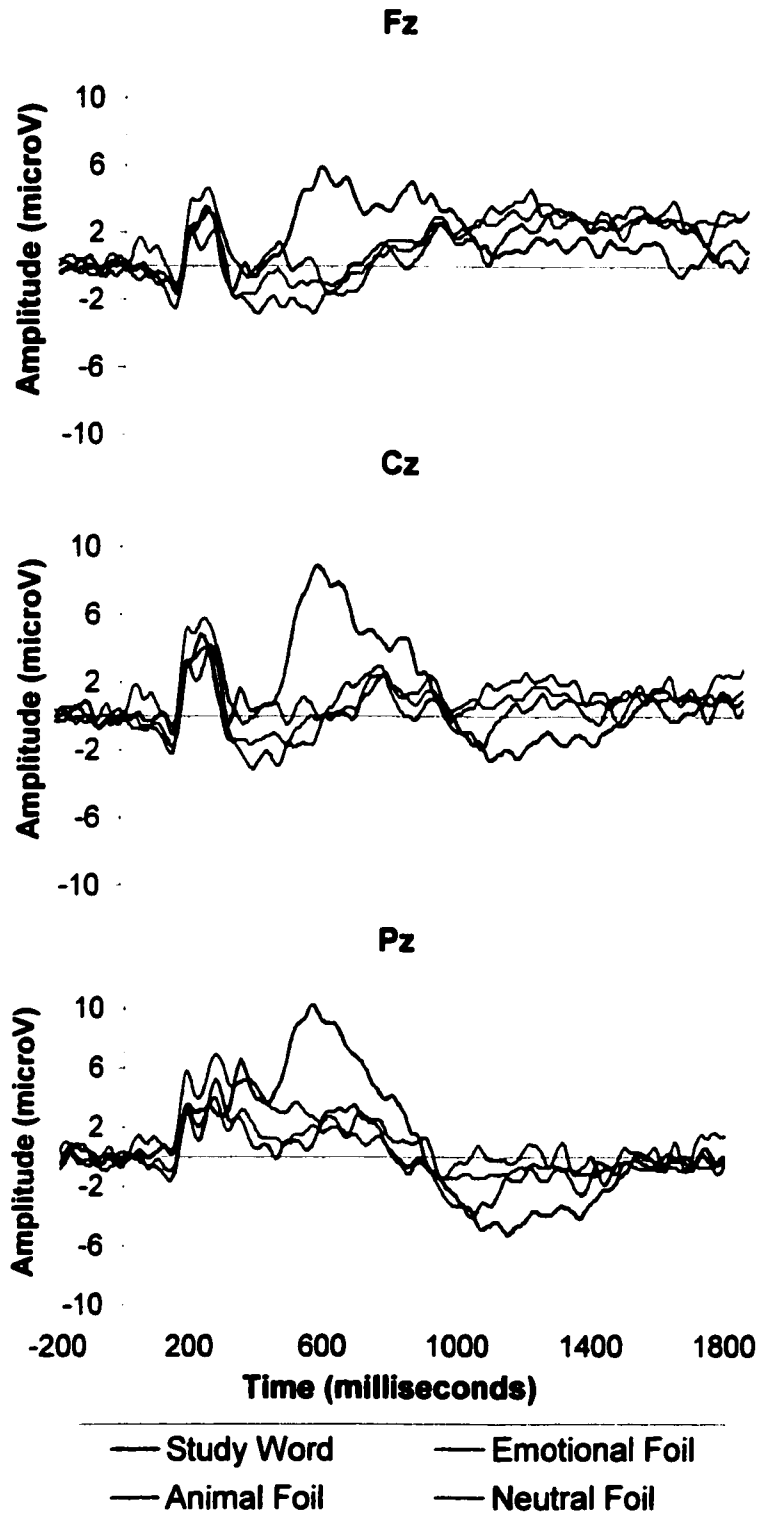 Fz
10
6
2
-2
-6
-10
Amplitude (microV)
Cz
10
6
2
-2
-6
-10
Amplitude (microV)
Pz
10
6
2
-2
-6
-10
Amplitude (microV)
-200 200 600 1000 1400 1800
Time (milliseconds)
Study Word Emotional Foil
Animal Foil Neutral Foil